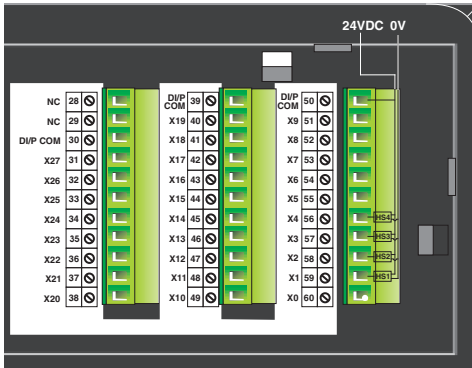 24VDC 0V
NC 28
NC 29
DI/P COM 30
X27 31
X26 32
X25 33
X24 34
X23 35
X22 36
X21 37
X20 38
DI/P COM 39
X19 40
X18 41
X17 42
X16 43
X15 44
X14 45
X13 46
X12 47
X11 48
X10 49
DI/P COM 50
X9 51
X8 52
X7 53
X6 54
X5 55
X4 56 HS4
X3 57 HS3
X2 58 HS2
X1 59 HS1
X0 60